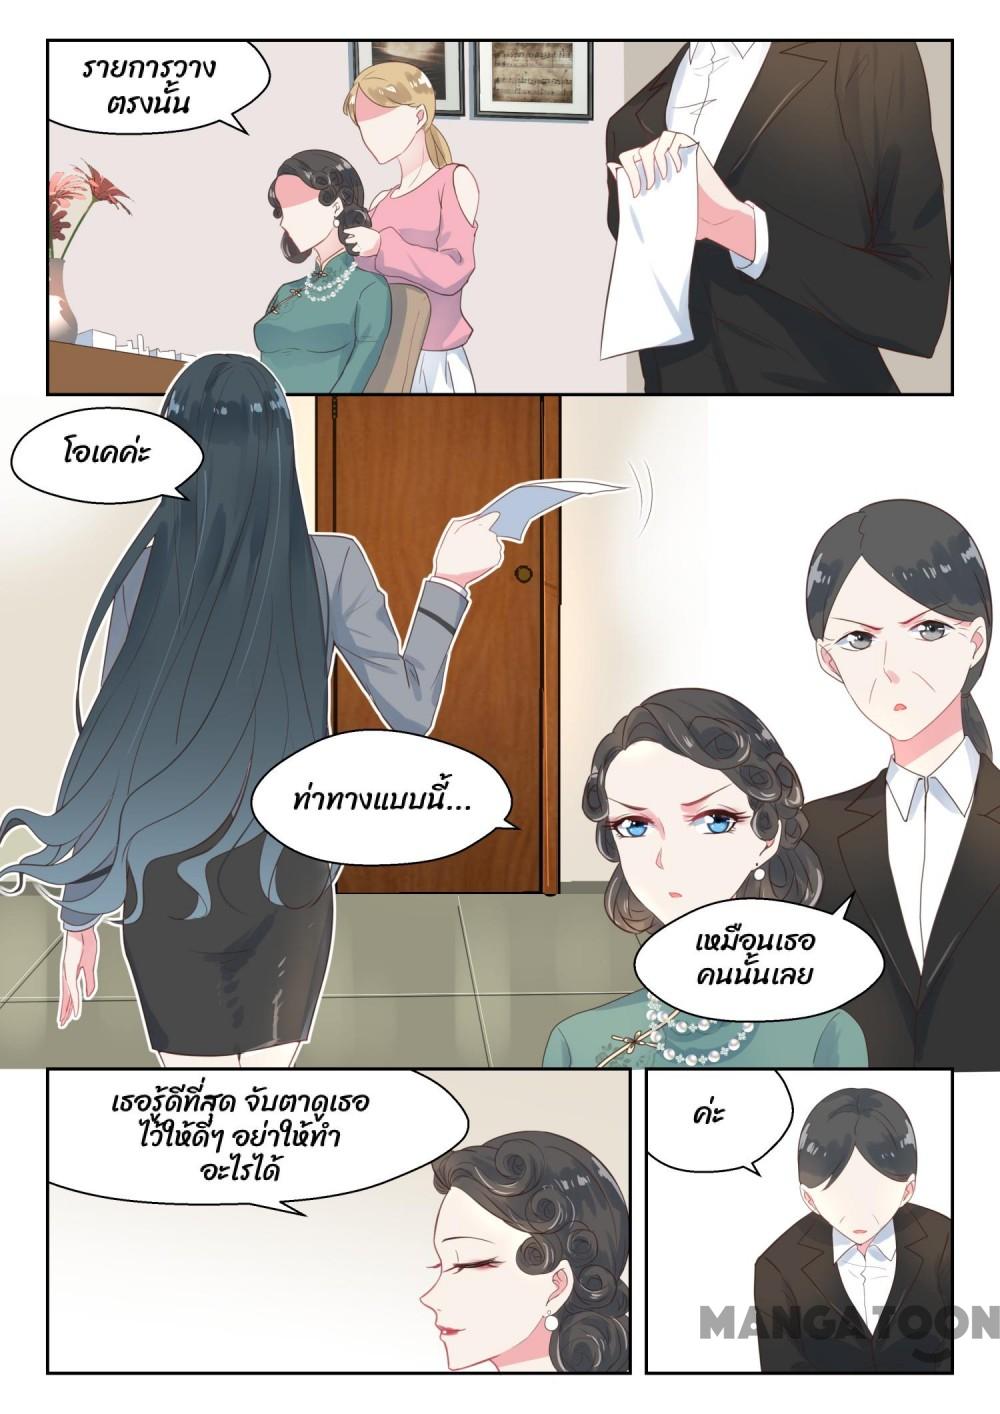 รายการวาง
ตรงนั้น
โอเคค่ะ
ท่าทางแบบนี้...
เหมือนเธอ
คนนั้นเลย
เธอรู้ดีที่สุด จับตาดูเธอ
ไว้ให้ดีๆ อย่าให้ทำ
อะไรได้
ค่ะ
MANGATOON